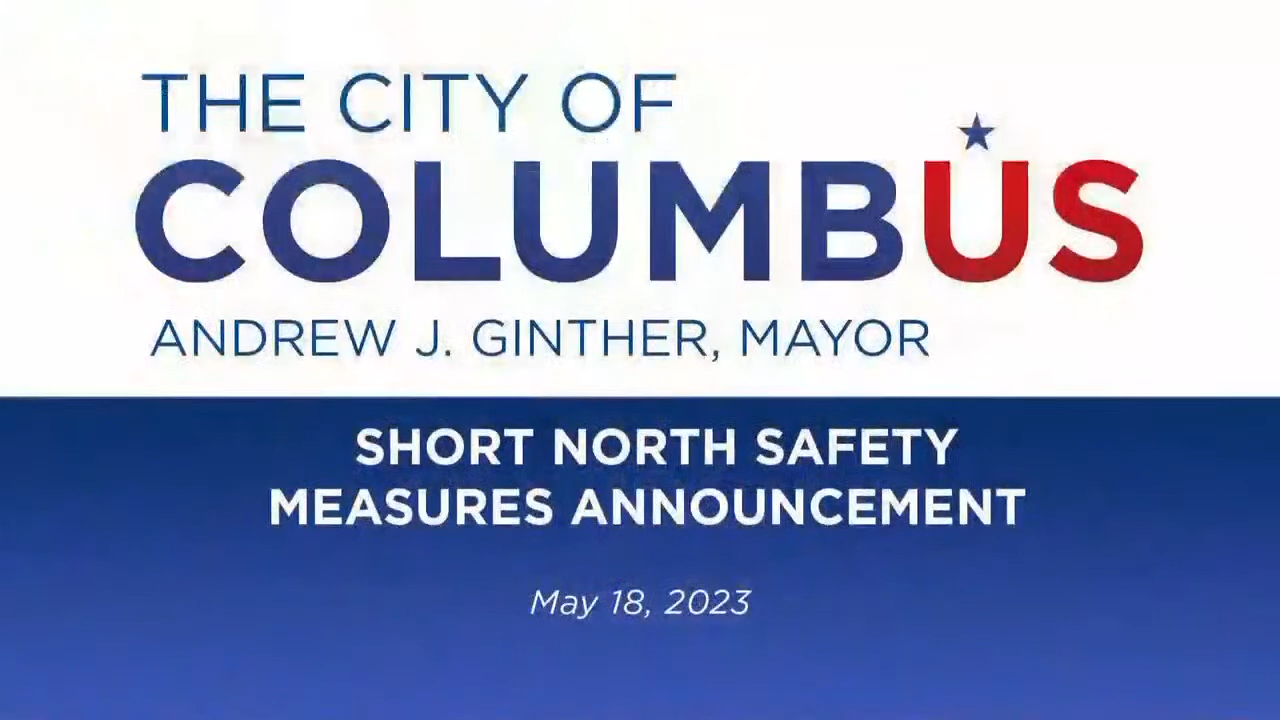 THE CITY OF
COLUMBUS
ANDREW J. GINTHER, MAYOR
SHORT NORTH SAFETY
MEASURES ANNOUNCEMENT
May 18, 2023